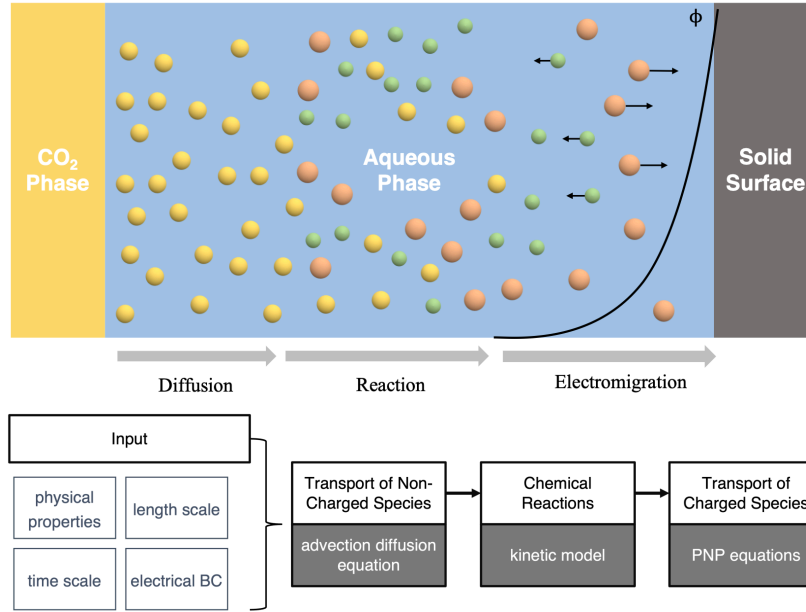 ϕ
CO₂
Phase
Aqueous
Phase
Solid
Surface
Diffusion
Reaction
Electromigration
Input
physical
properties
length scale
time scale
electrical BC
Transport of Non-
Charged Species
advection diffusion
equation
Chemical
Reactions
kinetic model
Transport of
Charged Species
PNP equations